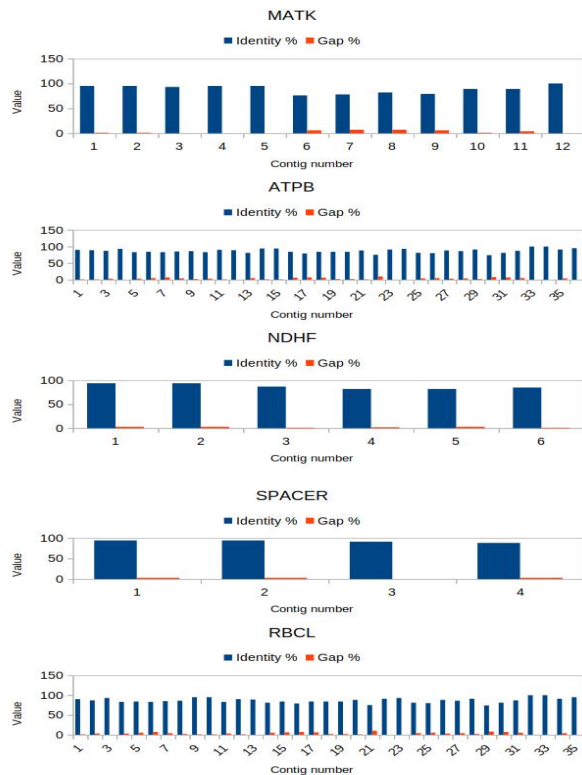 MATK
Identity % Gap %
150
100
50
0
Value
1 2 3 4 5 6 7 8 9 10 11 12
Contig number
ATPB
Identity % Gap %
150
100
50
0
Value
1 3 5 7 9 11 13 15 17 19 21 23 25 27 29 31 33 35
Contig number
NDHF
Identity % Gap %
100
50
0
Value
1 2 3 4 5 6
Contig number
SPACER
Identity % Gap %
100
50
0
Value
1 2 3 4
Contig number
RBCL
Identity % Gap %
150
100
50
0
Value
1 3 5 7 9 11 13 15 17 19 21 23 25 27 29 31 33 35
Contig number